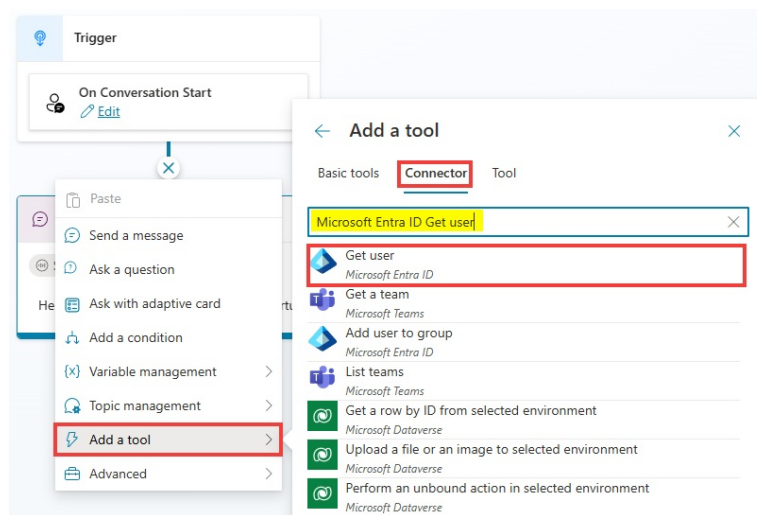 Trigger
On Conversation Start
Edit
Paste
Send a message
Ask a question
Ask with adaptive card
Add a condition
{x} Variable management
Topic management
Add a tool
Advanced
He
Add a tool
Basic tools Connector Tool
Microsoft Entra ID Get user
Get user
Microsoft Entra ID
Get a team
Microsoft Teams
Add user to group
Microsoft Entra ID
List teams
Microsoft Teams
Get a row by ID from selected environment
Microsoft Dataverse
Upload a file or an image to selected environment
Microsoft Dataverse
Perform an unbound action in selected environment
Microsoft Dataverse